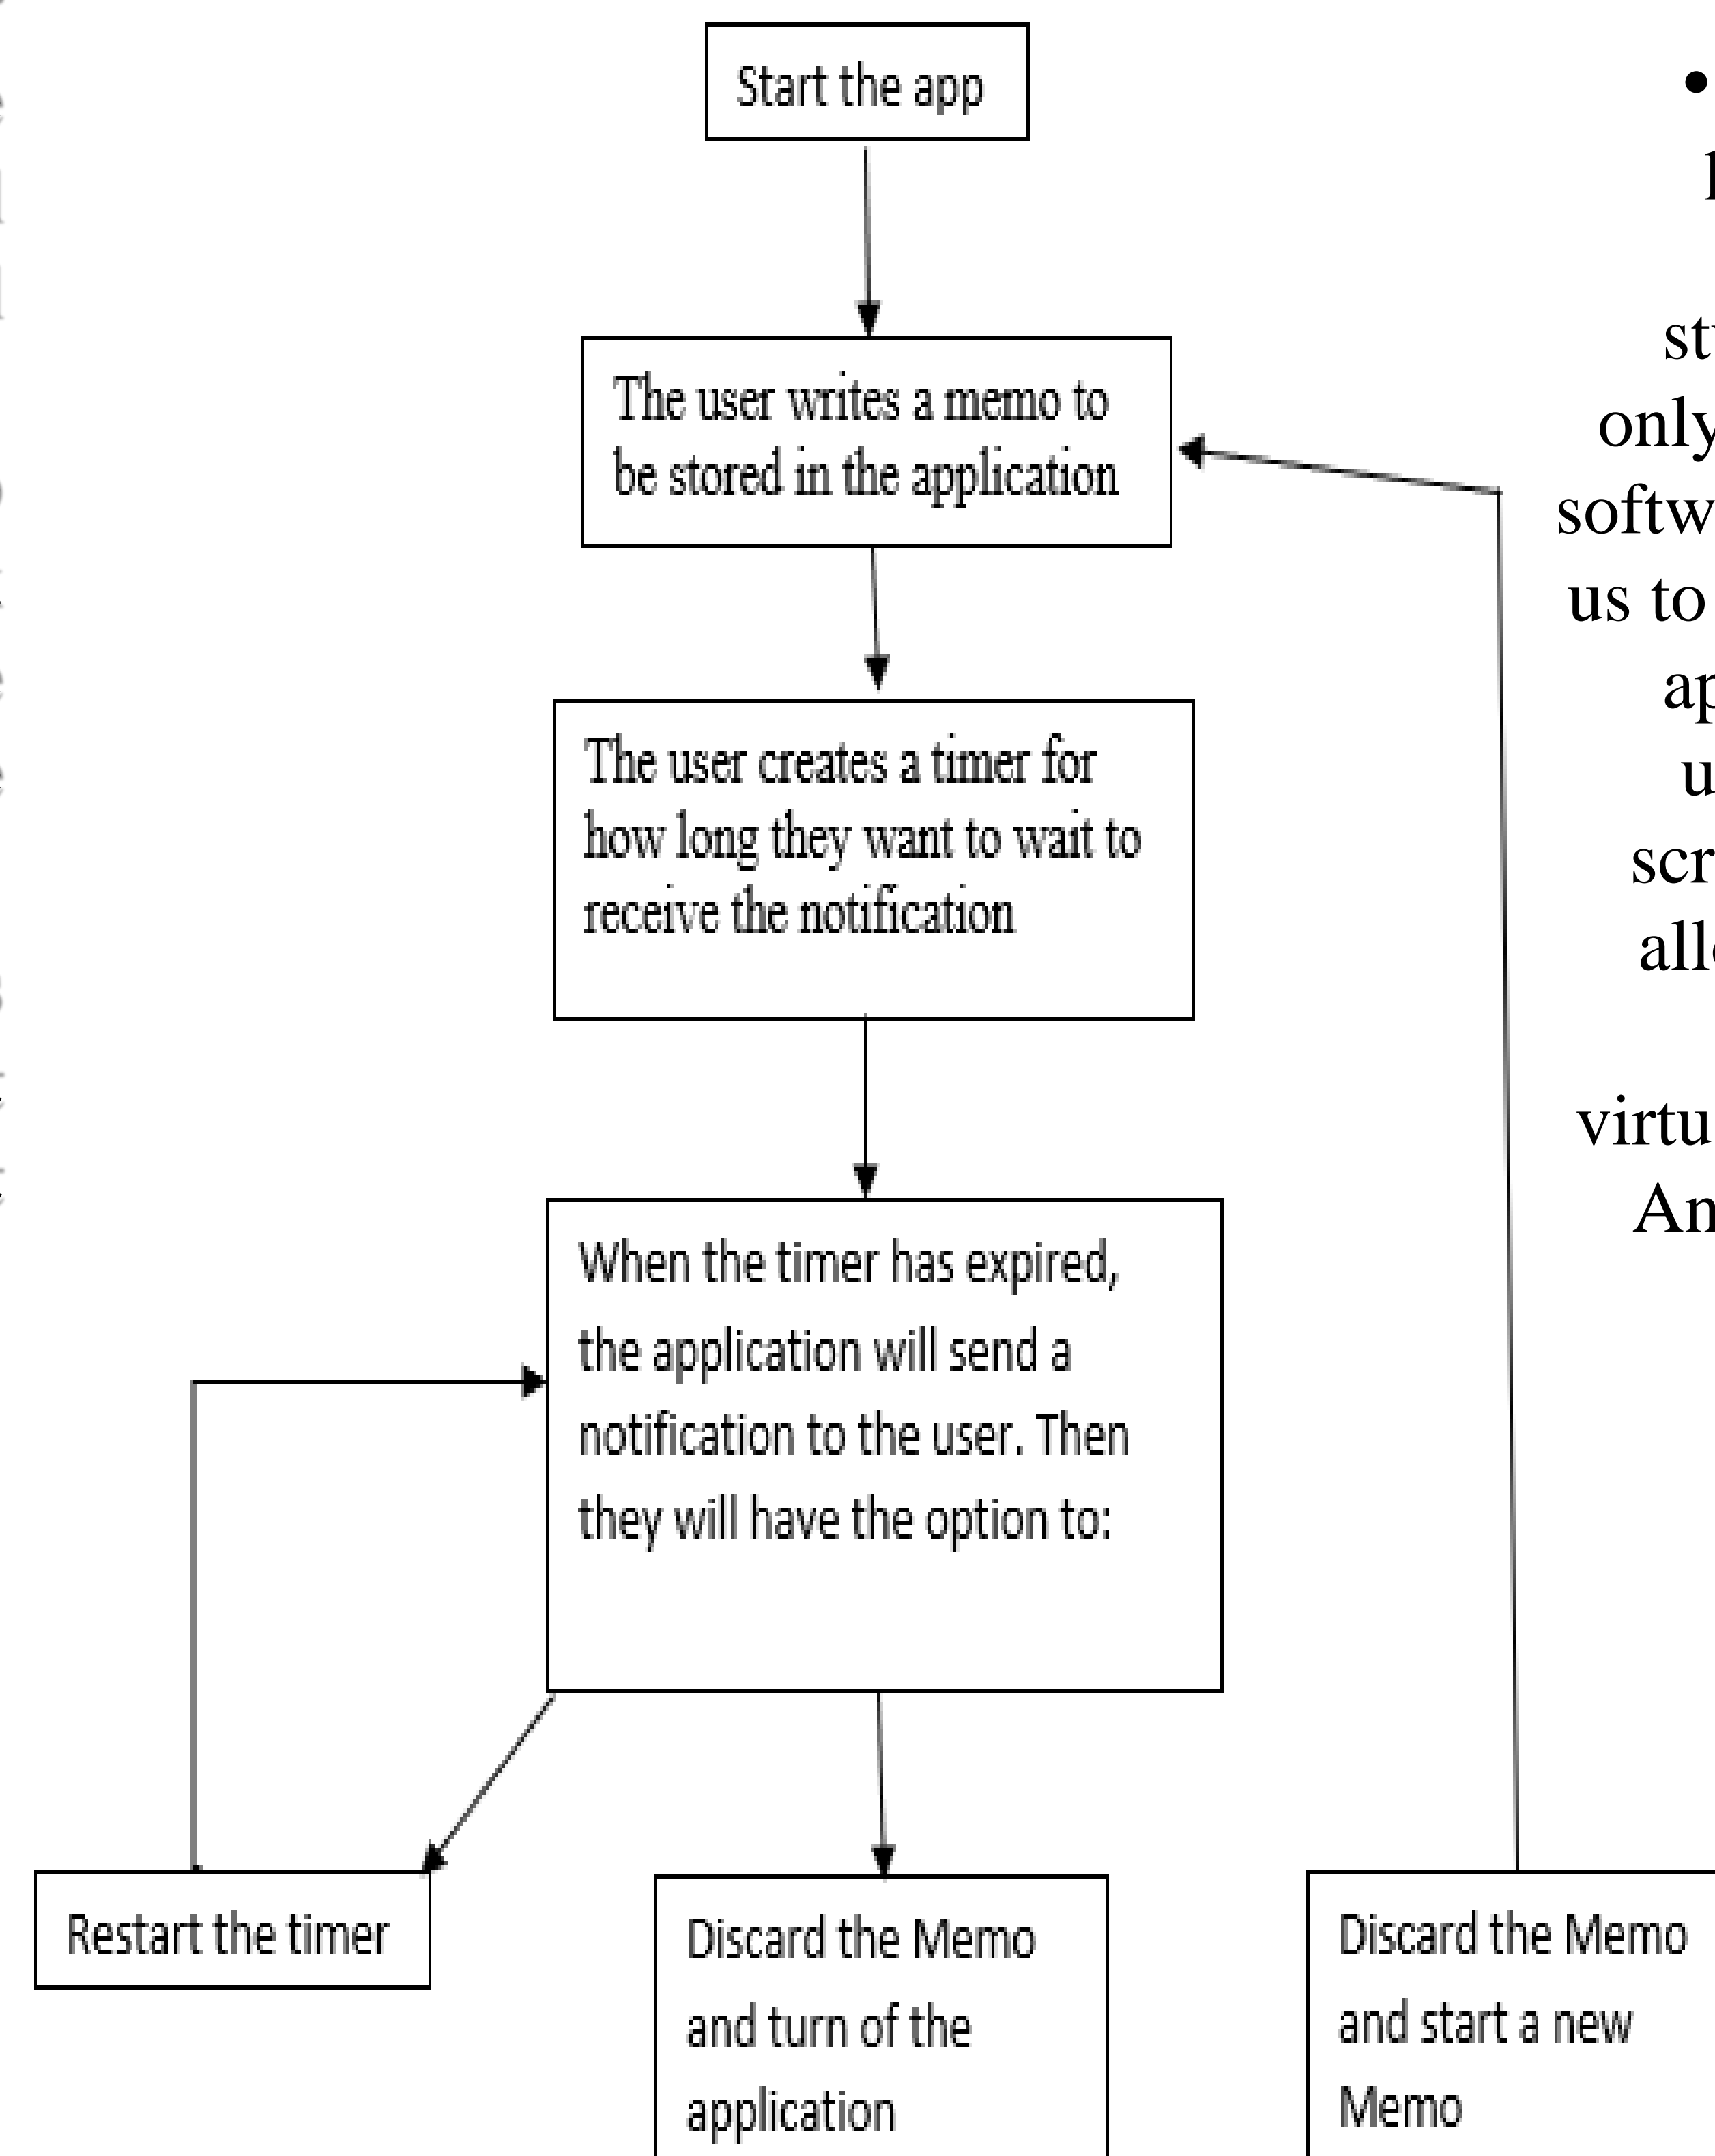 Start the app
The user writes a memo to
be stored in the application
The user creates a timer for
how long they want to wait to
receive the notification
When the timer has expired,
the application will send a
notification to the user. Then
they will have the option to:
Restart the timer
Discard the Memo
and turn of the
application
Discard the Memo
and start a new
Memo
•
only
us to